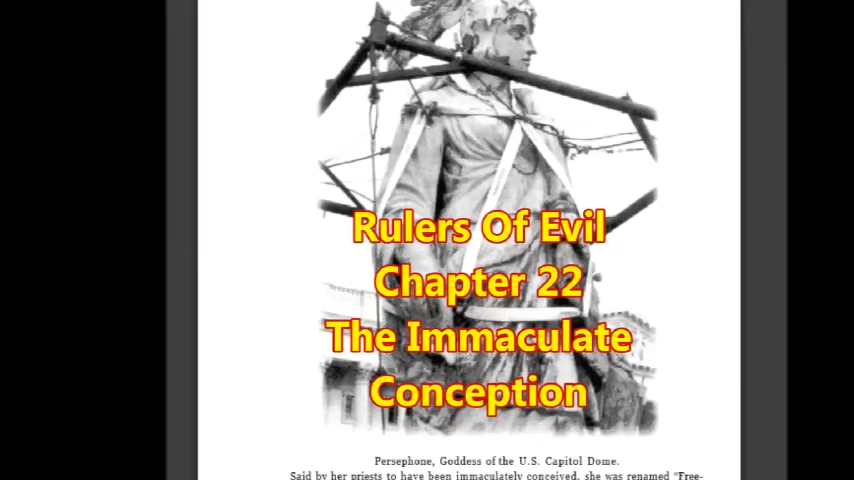 Rulers Of Evil
Chapter 22
The Immaculate
Conception
Persephone, Goddess of the U.S. Capitol Dome.
Said by her priests to have been immaculately conceived, she was renamed "Free-